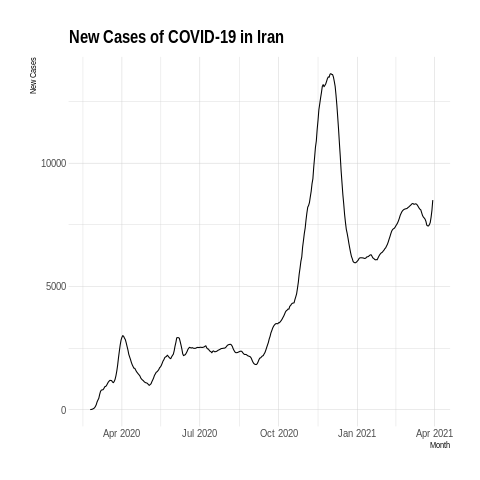 New Cases of COVID-19 in Iran
New Cases
10000
5000
0
Apr 2020
Jul 2020
Oct 2020
Jan 2021
Apr 2021
Month